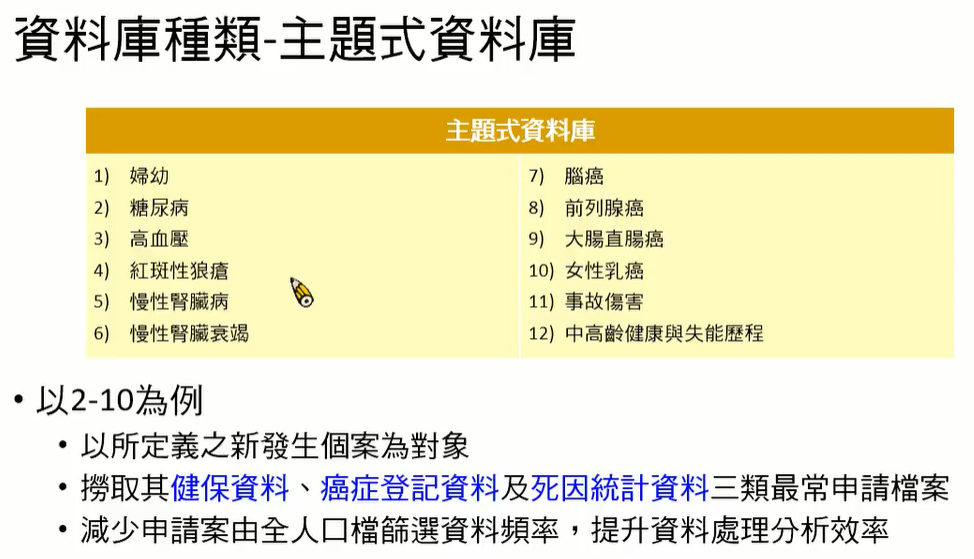 資料庫種類-主題式資料庫
主題式資料庫
1) 婦幼
2) 糖尿病
3) 高血壓
4) 紅斑性狼瘡
5) 慢性腎臟病
6) 慢性腎臟衰竭
7) 腦癌
8) 前列腺癌
9) 大腸直腸癌
10) 女性乳癌
11) 事故傷害
12) 中高齡健康與失能歷程
• 以2-10為例
• 以所定義之新發生個案為對象
• 撈取其健保資料、癌症登記資料及死因統計資料三類最常申請檔案
• 減少申請案由全人口檔篩選資料頻率，提升資料處理分析效率